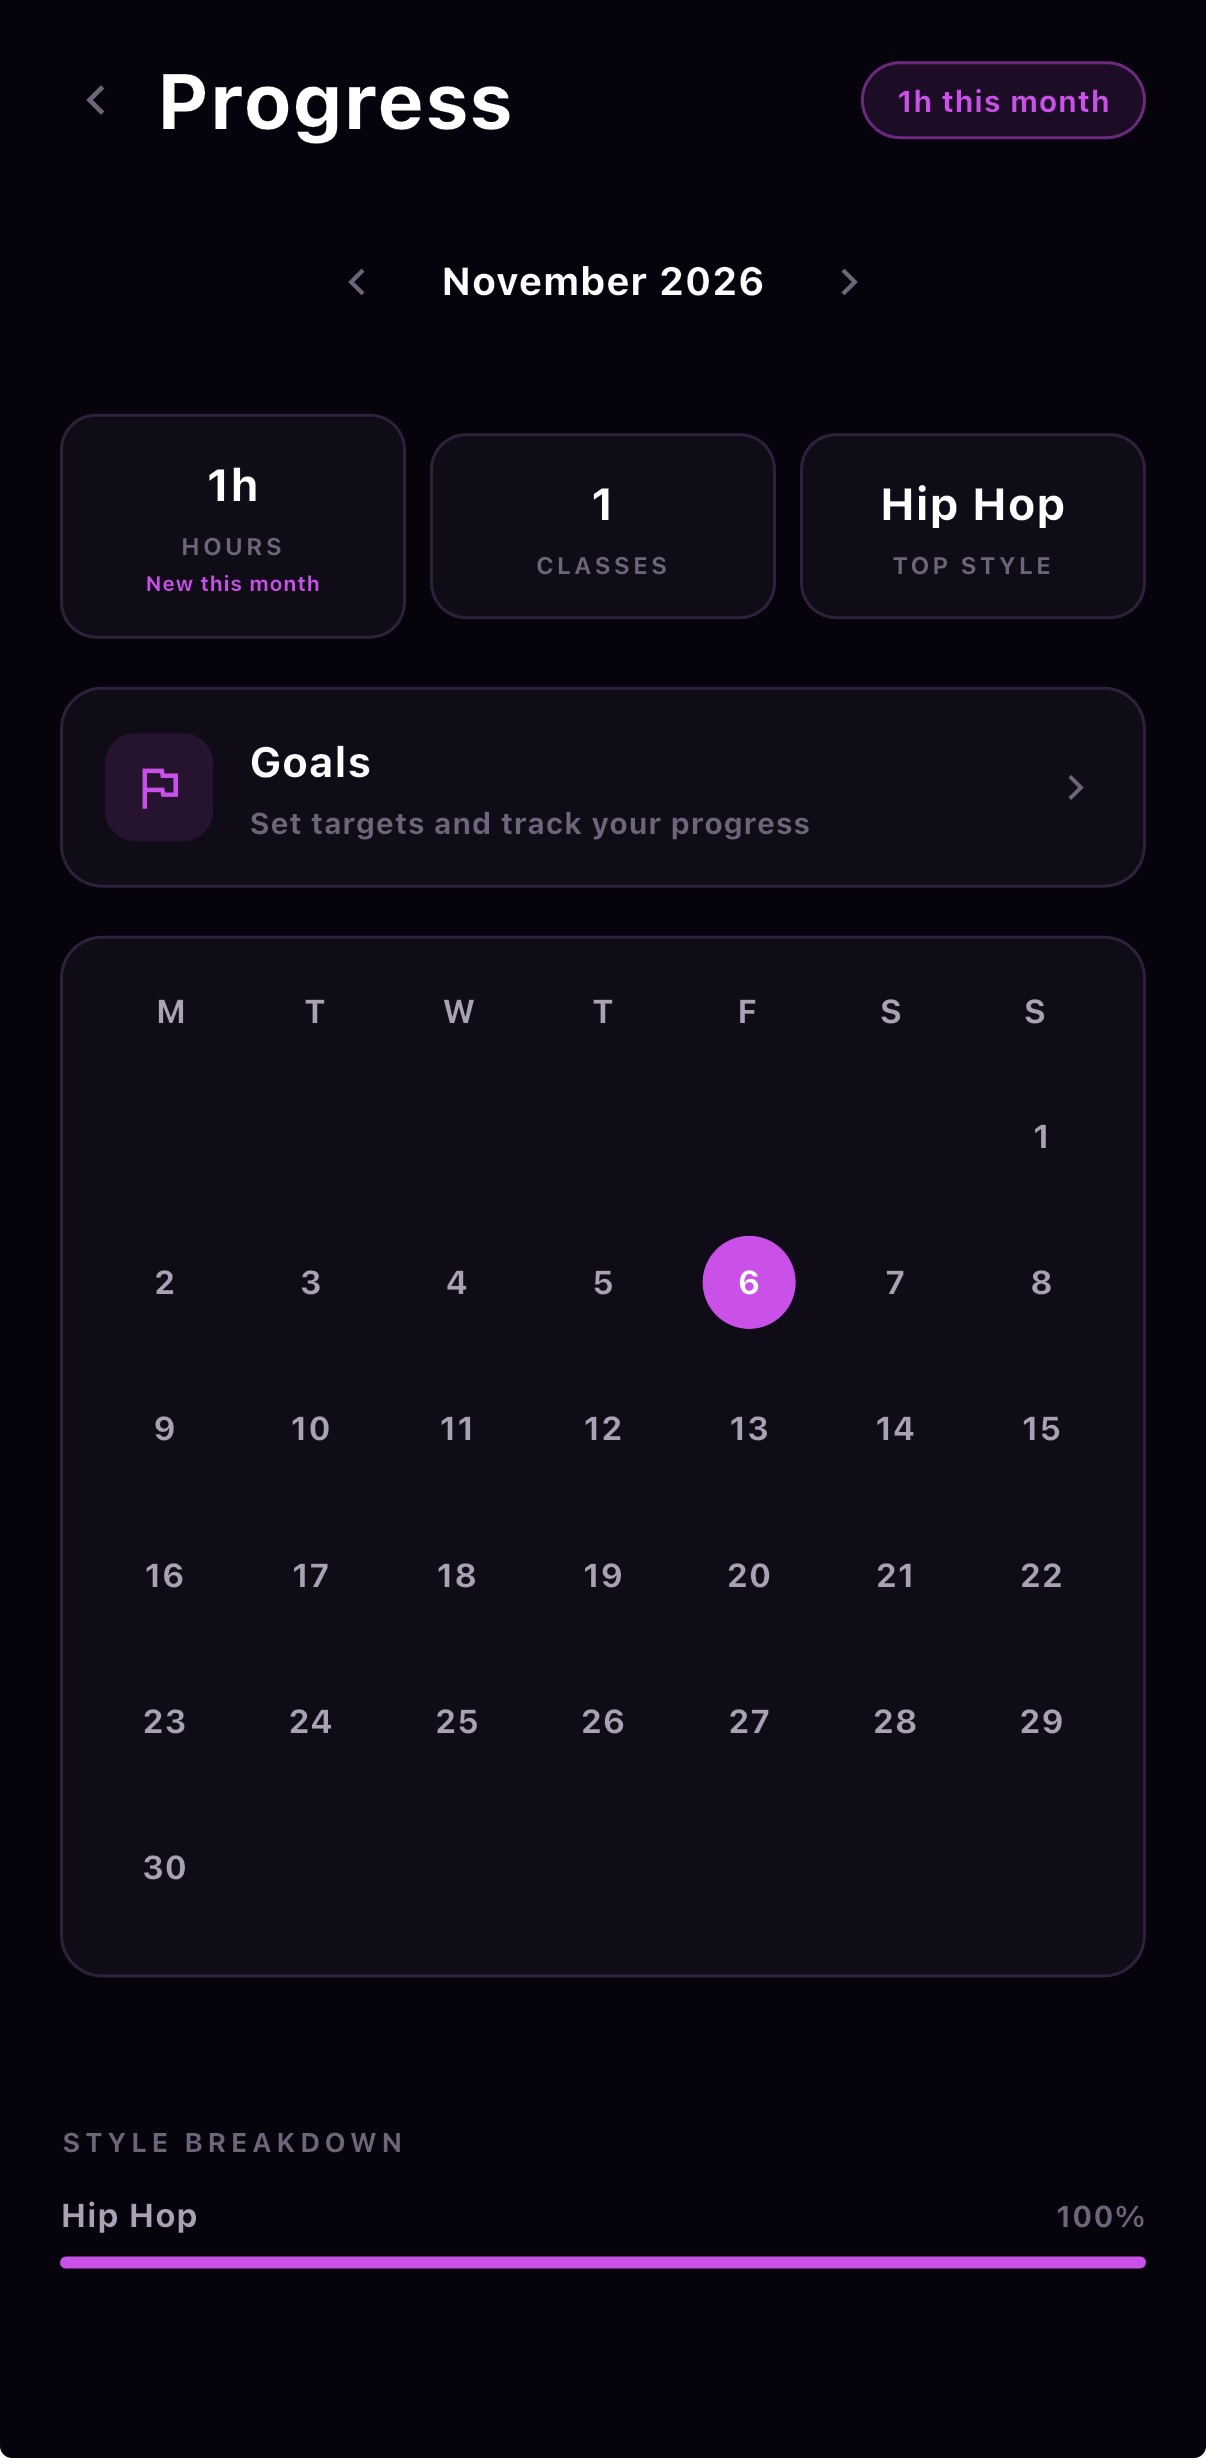 Progress
1h this month
November 2026
1h
HOURS
New this month
1
CLASSES
Hip Hop
TOP STYLE
Goals
Set targets and track your progress
M T W T F S S
1
2 3 4 5 6 7 8
9 10 11 12 13 14 15
16 17 18 19 20 21 22
23 24 25 26 27 28 29
30
STYLE BREAKDOWN
Hip Hop 100%